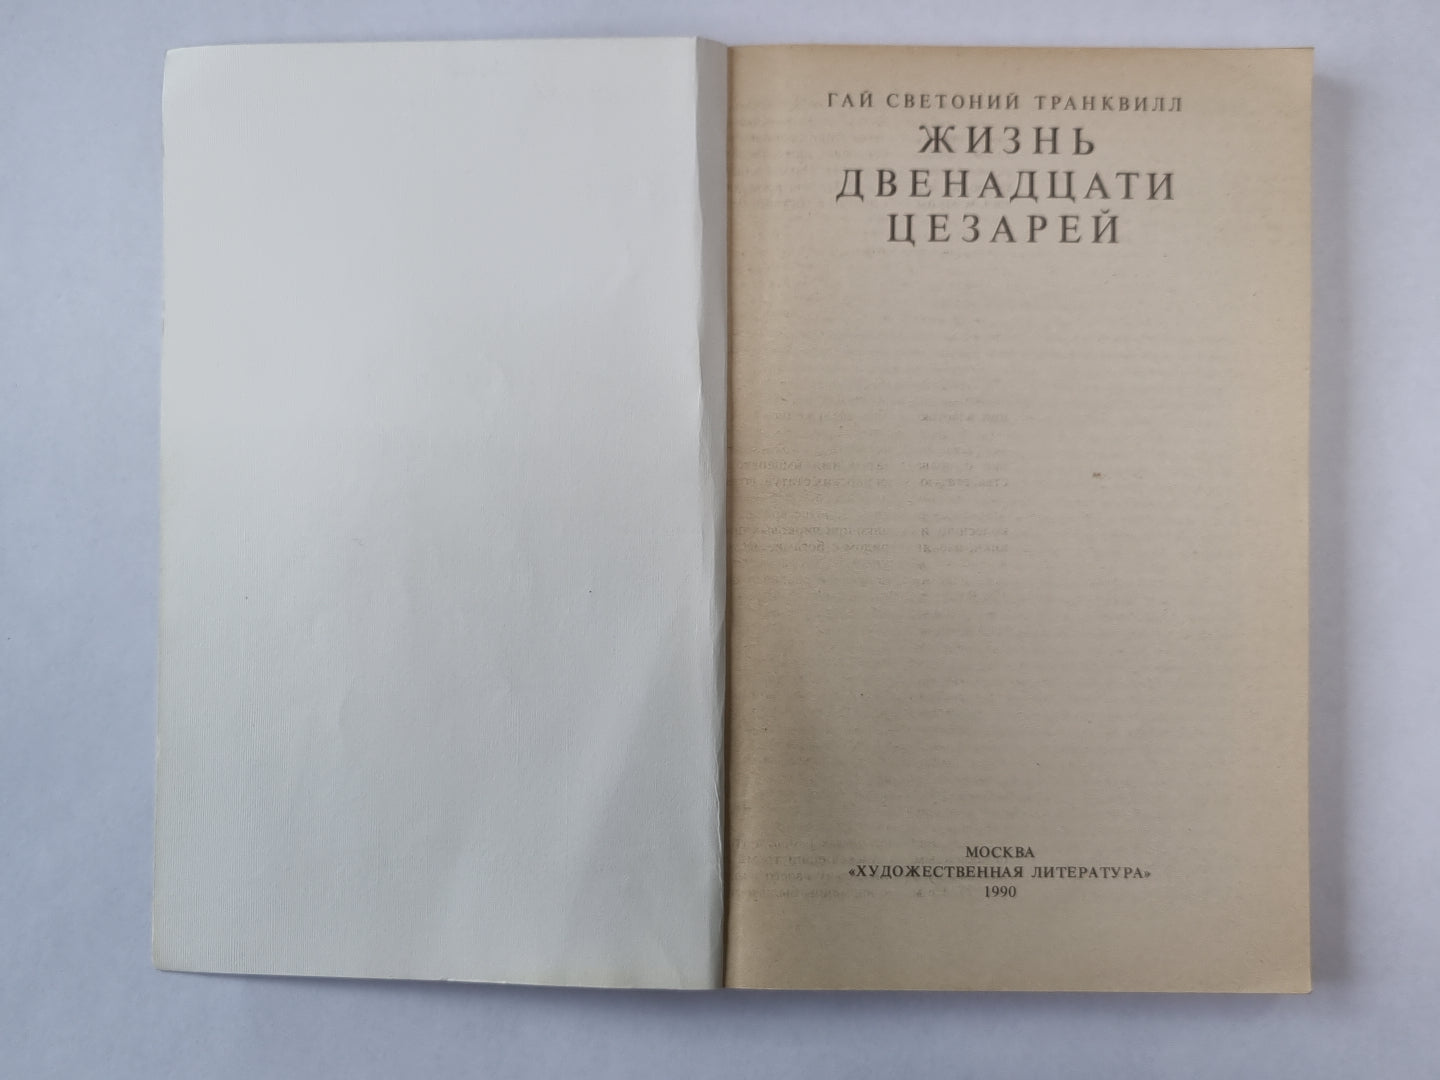 ГАЙ СВЕТОНИЙ ТРАНКВИЛЛ
ЖИЗНЬ
ДВЕНАДЦАТИ
ЦЕЗАРЕЙ
МОСКВА
«ХУДОЖЕСТВЕННАЯ ЛИТЕРАТУРА»
1990